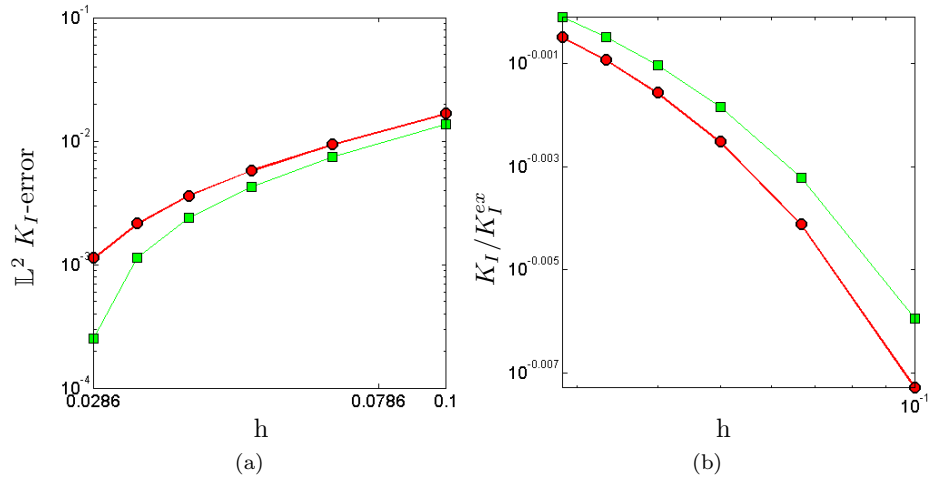 10^{-1}
10^{-2}
10^{-3}
10^{-4}
𝕃² K_I-error
0.0286
0.0786
0.1
h
(a)
10^{-0.001}
10^{-0.003}
10^{-0.005}
10^{-0.007}
K_I/K_I^{ex}
10^{-1}
h
(b)